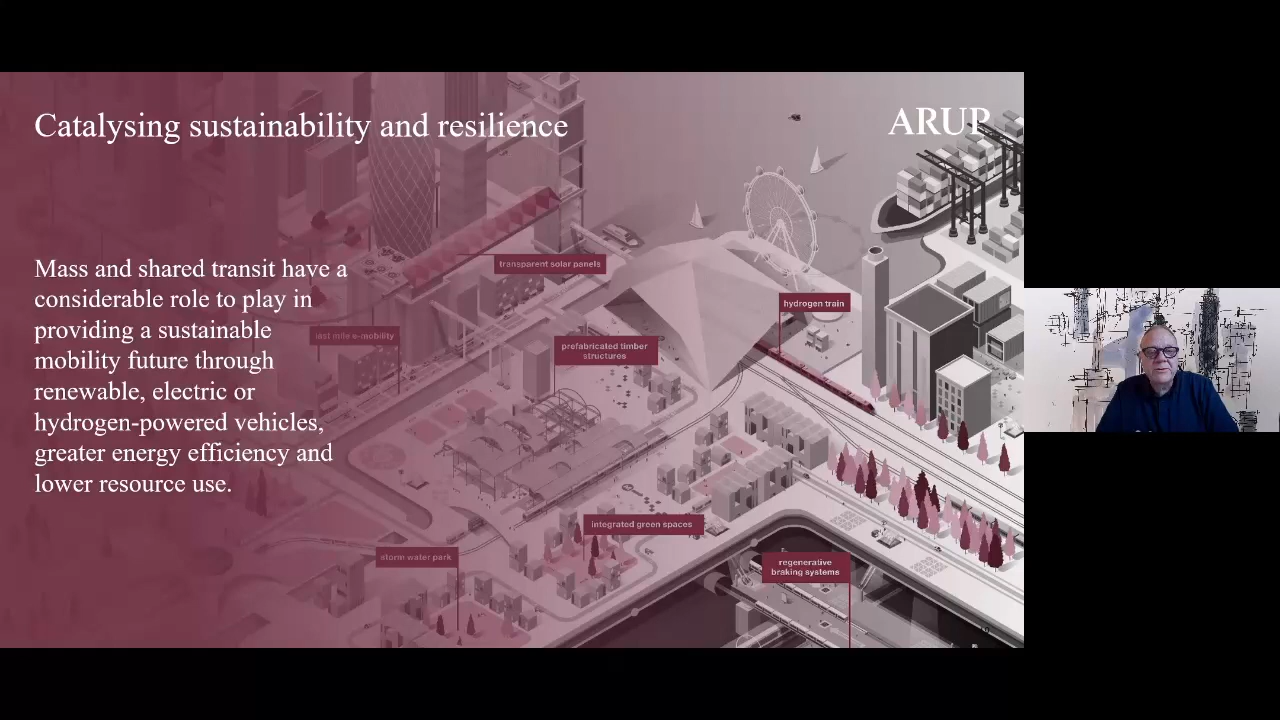 Catalysing sustainability and resilience
ARUP
Mass and shared transit have a
considerable role to play in
providing a sustainable
mobility future through
renewable, electric or
hydrogen-powered vehicles,
greater energy efficiency and
lower resource use.
transparent solar panels
hydrogen train
last mile e-mobility
prefabricated timber
structures
integrated green spaces
storm water park
regenerative
braking systems